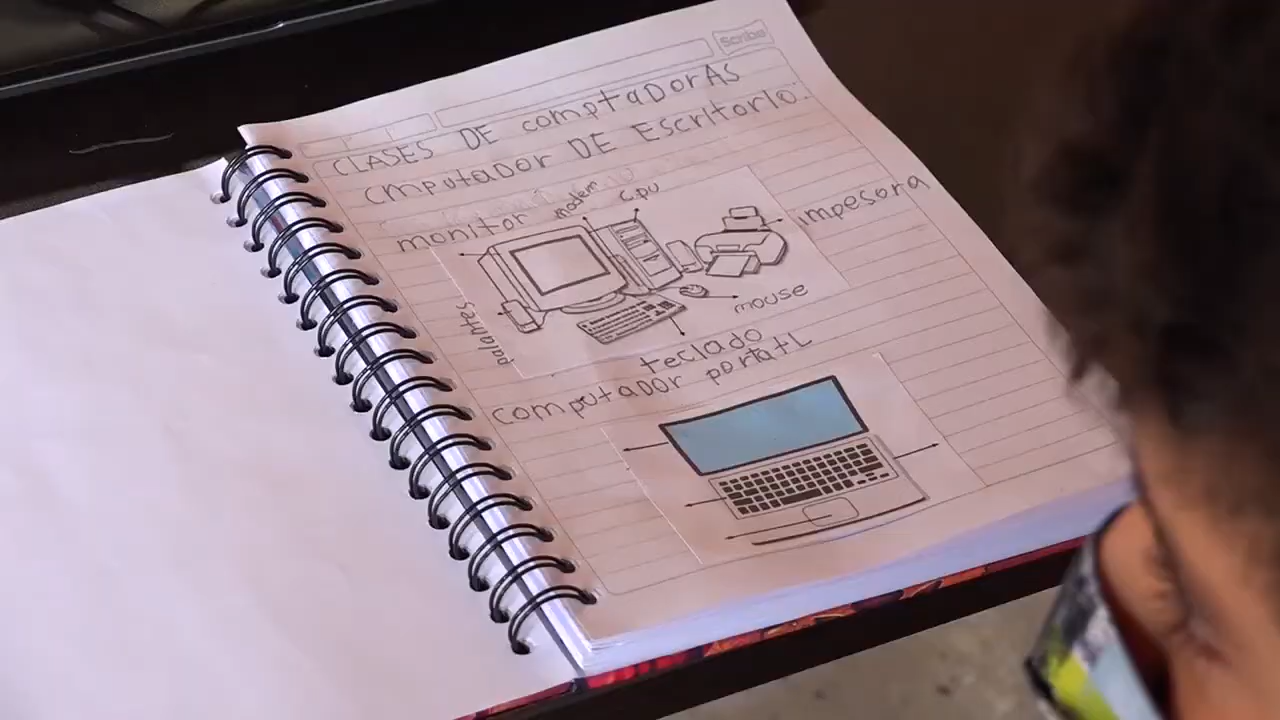 Scribe
CLASES DE comptaDorAs
cmputaDor DE EscritorIo.
monitor
modem
CPU
impesora
palantes
mouse
teclado
computaDor portatL